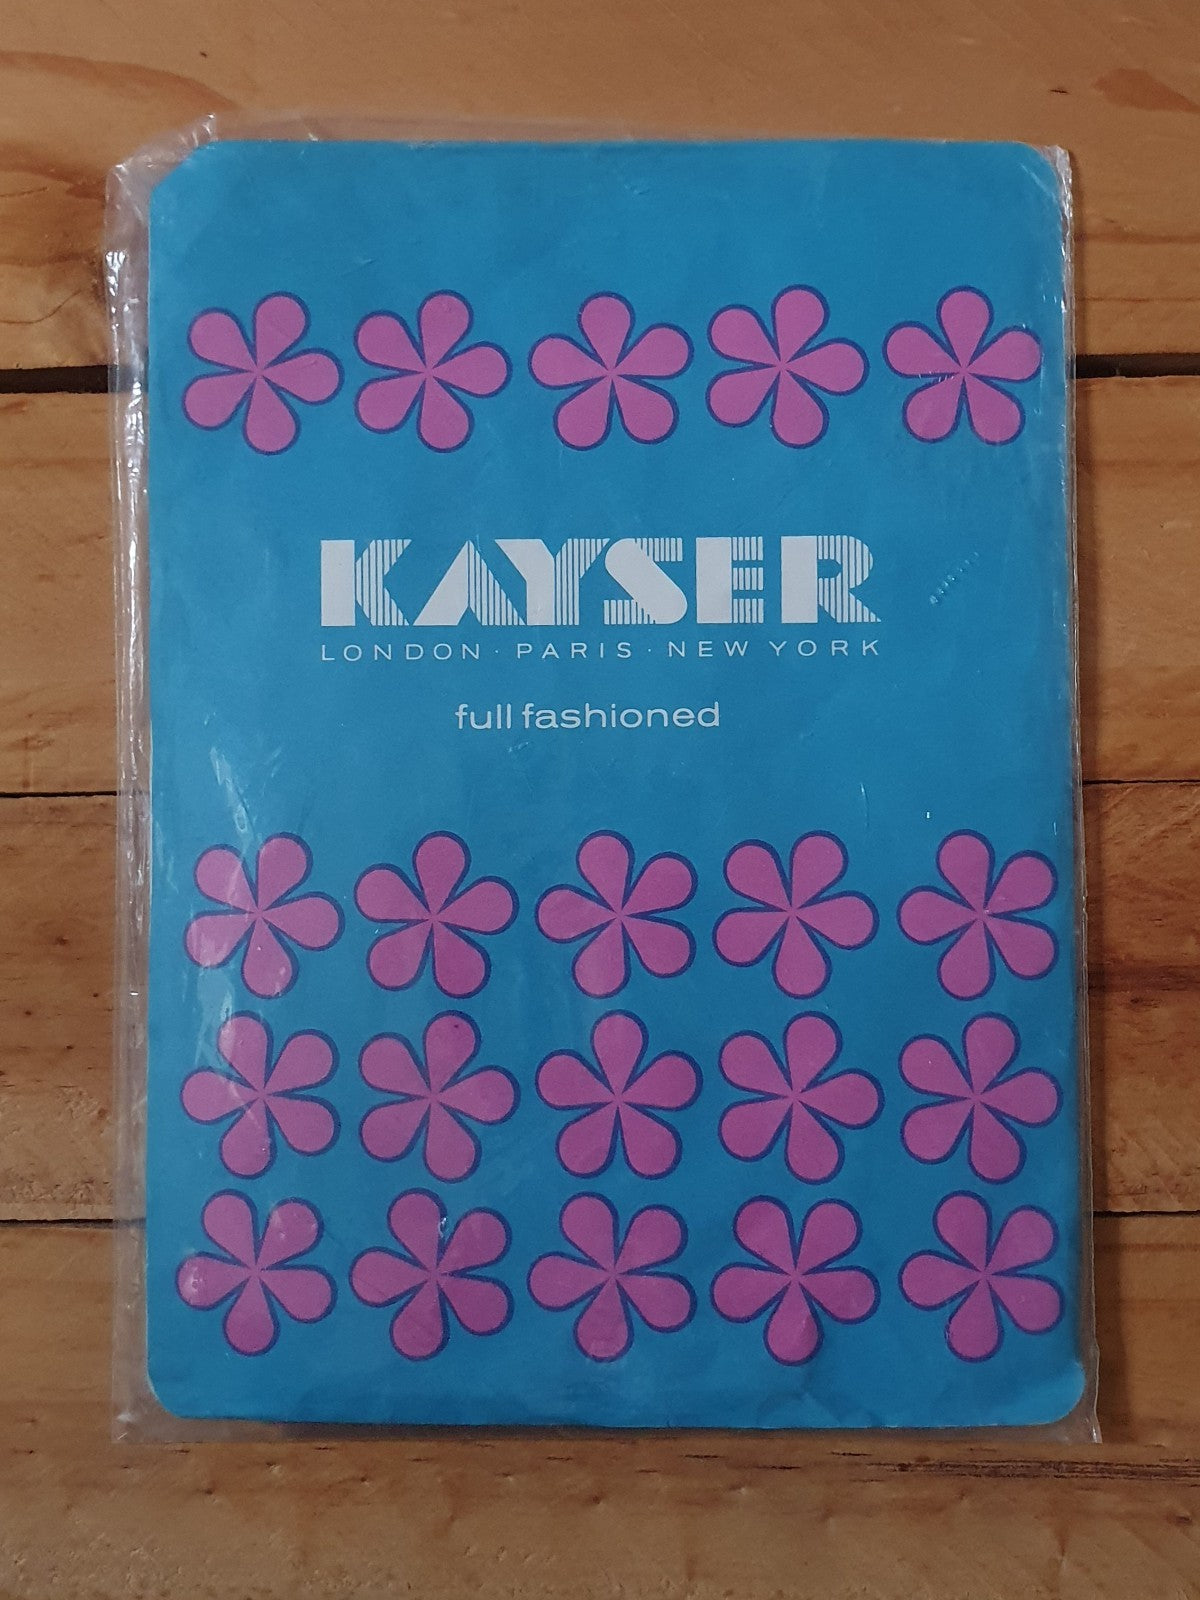 KAYSER
LONDON · PARIS · NEW YORK
full fashioned